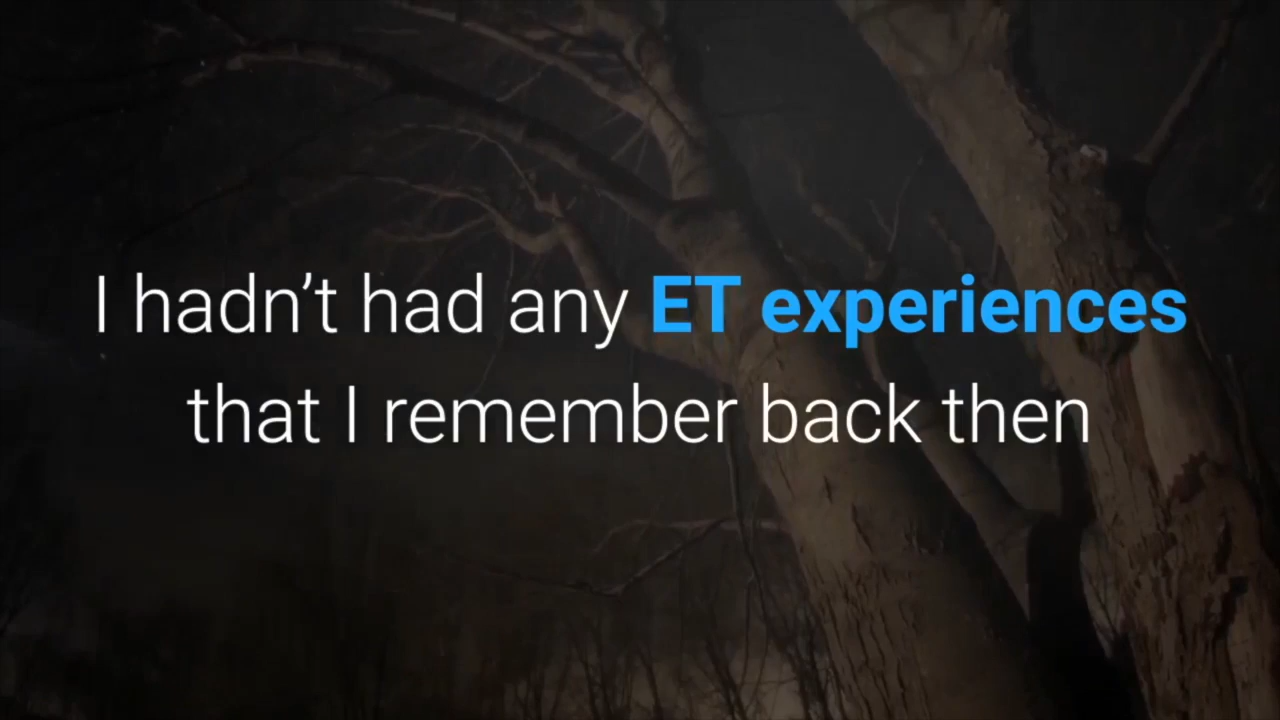 I hadn’t had any ET experiences
that I remember back then